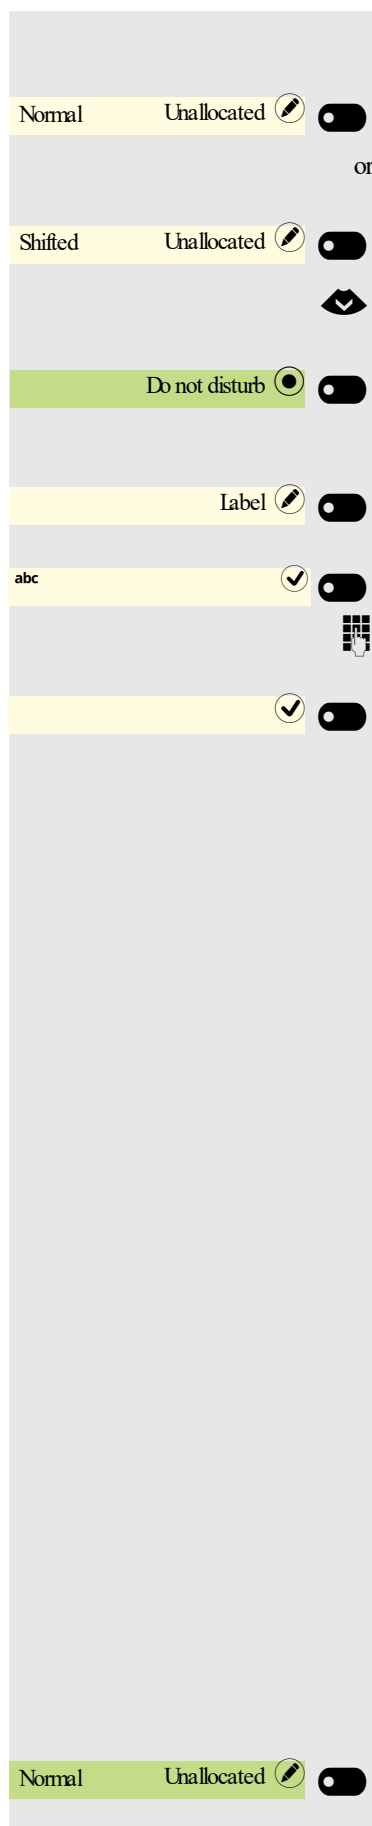 Normal Unallocated
or
Shifted Unallocated
Do not disturb
Label
abc
Normal Unallocated